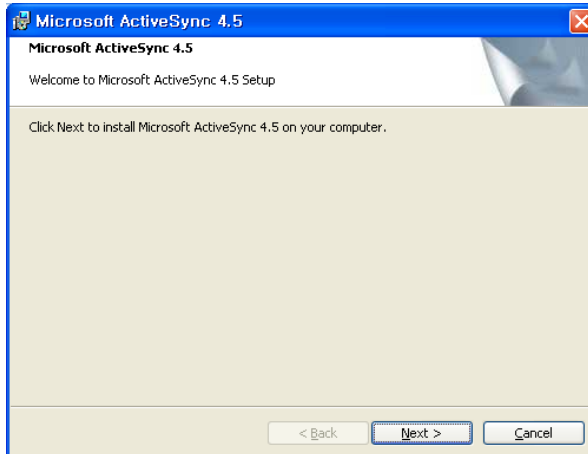 Microsoft ActiveSync 4.5
Microsoft ActiveSync 4.5
Welcome to Microsoft ActiveSync 4.5 Setup
Click Next to install Microsoft ActiveSync 4.5 on your computer.
< Back Next > Cancel